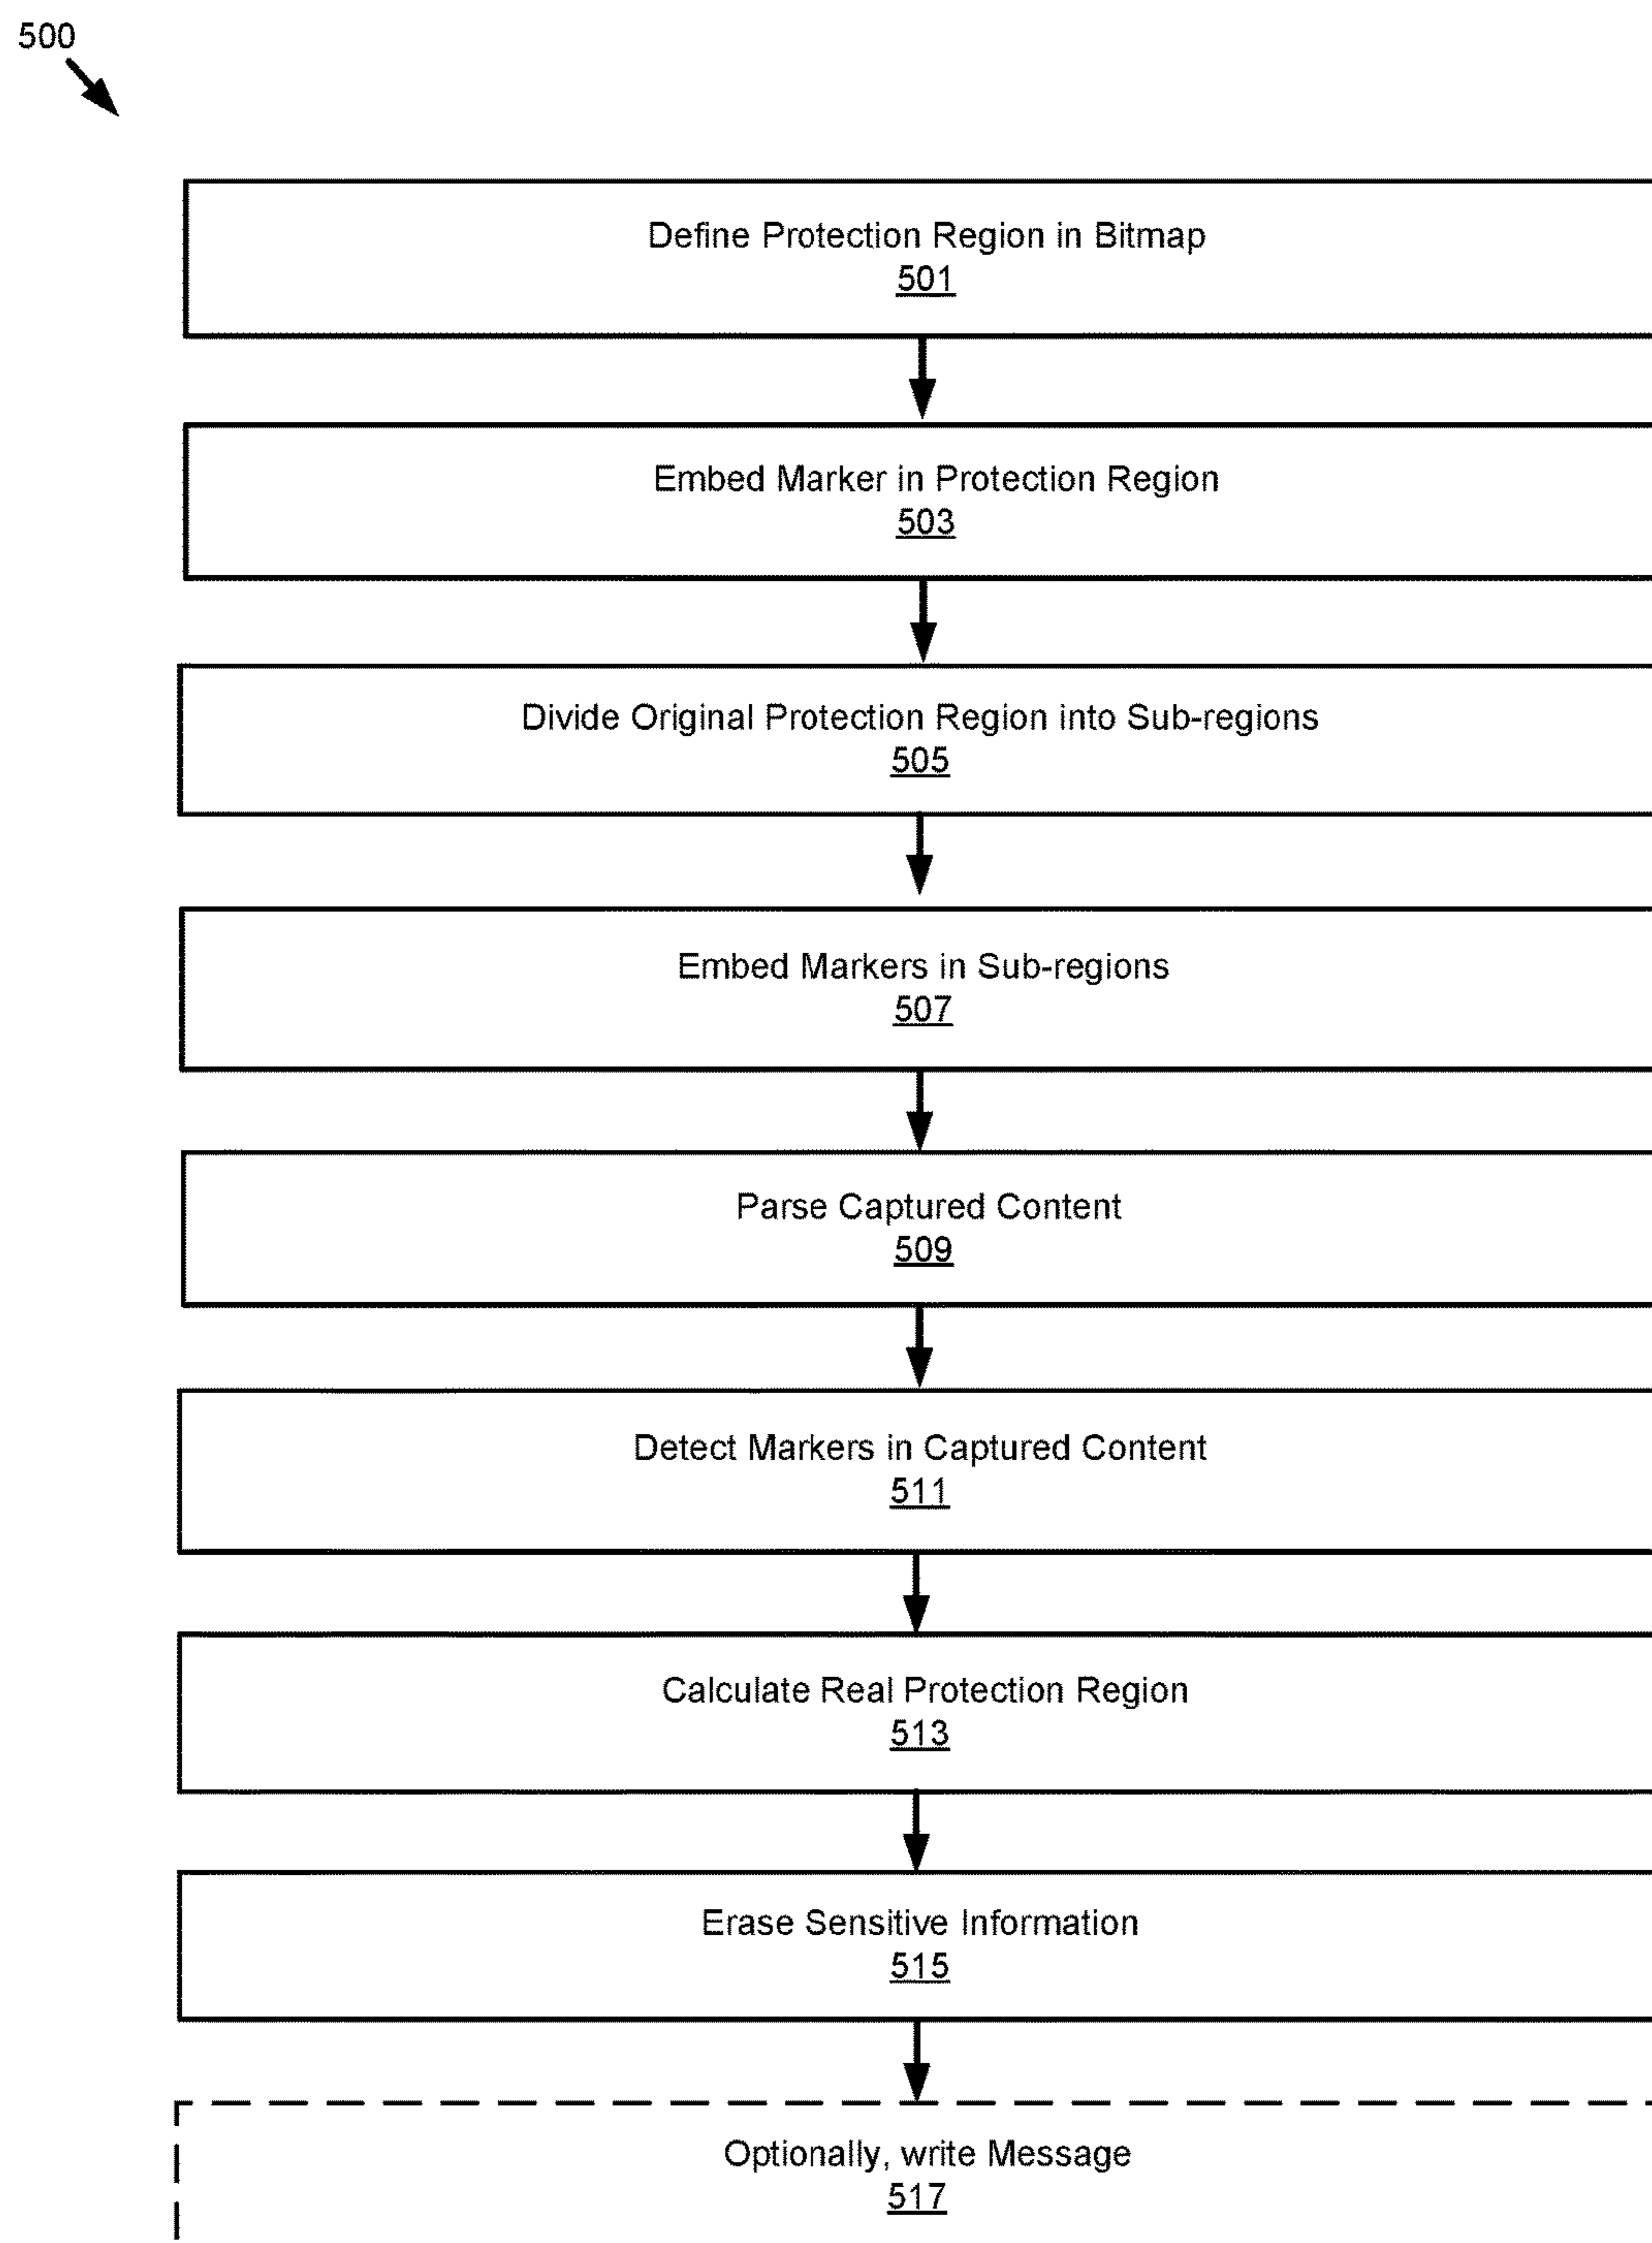 500
Define Protection Region in Bitmap
501
Embed Marker in Protection Region
503
Divide Original Protection Region into Sub-regions
505
Embed Markers in Sub-regions
507
Parse Captured Content
509
Detect Markers in Captured Content
511
Calculate Real Protection Region
513
Erase Sensitive Information
515
Optionally, write Message
517